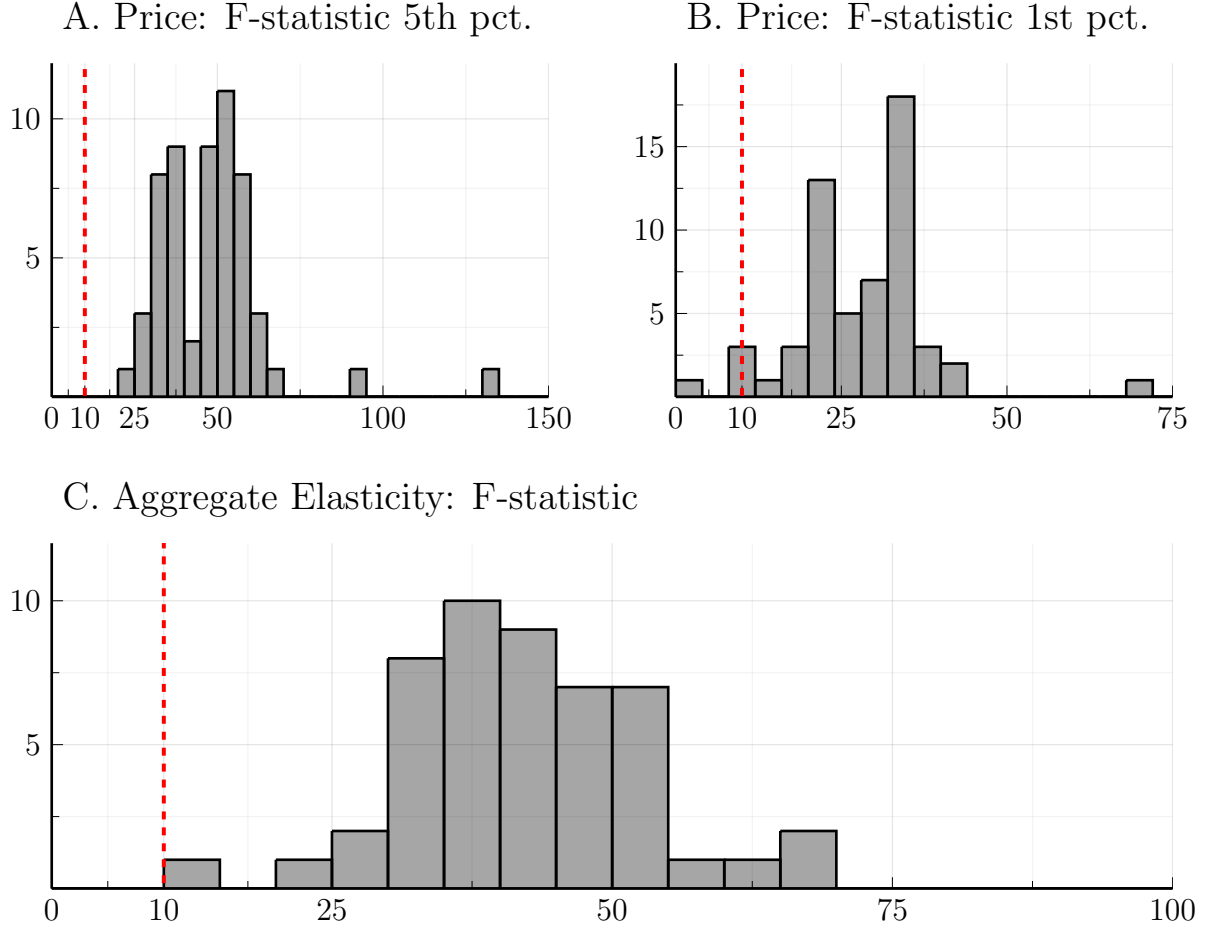 A. Price: F-statistic 5th pct.
10
5
0 10 25 50 100 150
B. Price: F-statistic 1st pct.
15
10
5
0 10 25 50 75
C. Aggregate Elasticity: F-statistic
10
5
0 10 25 50 75 100